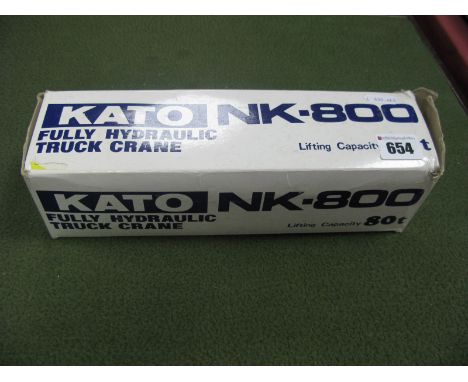 KATO NK-800
FULLY HYDRAULIC
TRUCK CRANE
Lifting Capacity t
654
KATO NK-800
FULLY HYDRAULIC
TRUCK CRANE
Lifting Capacity 80t